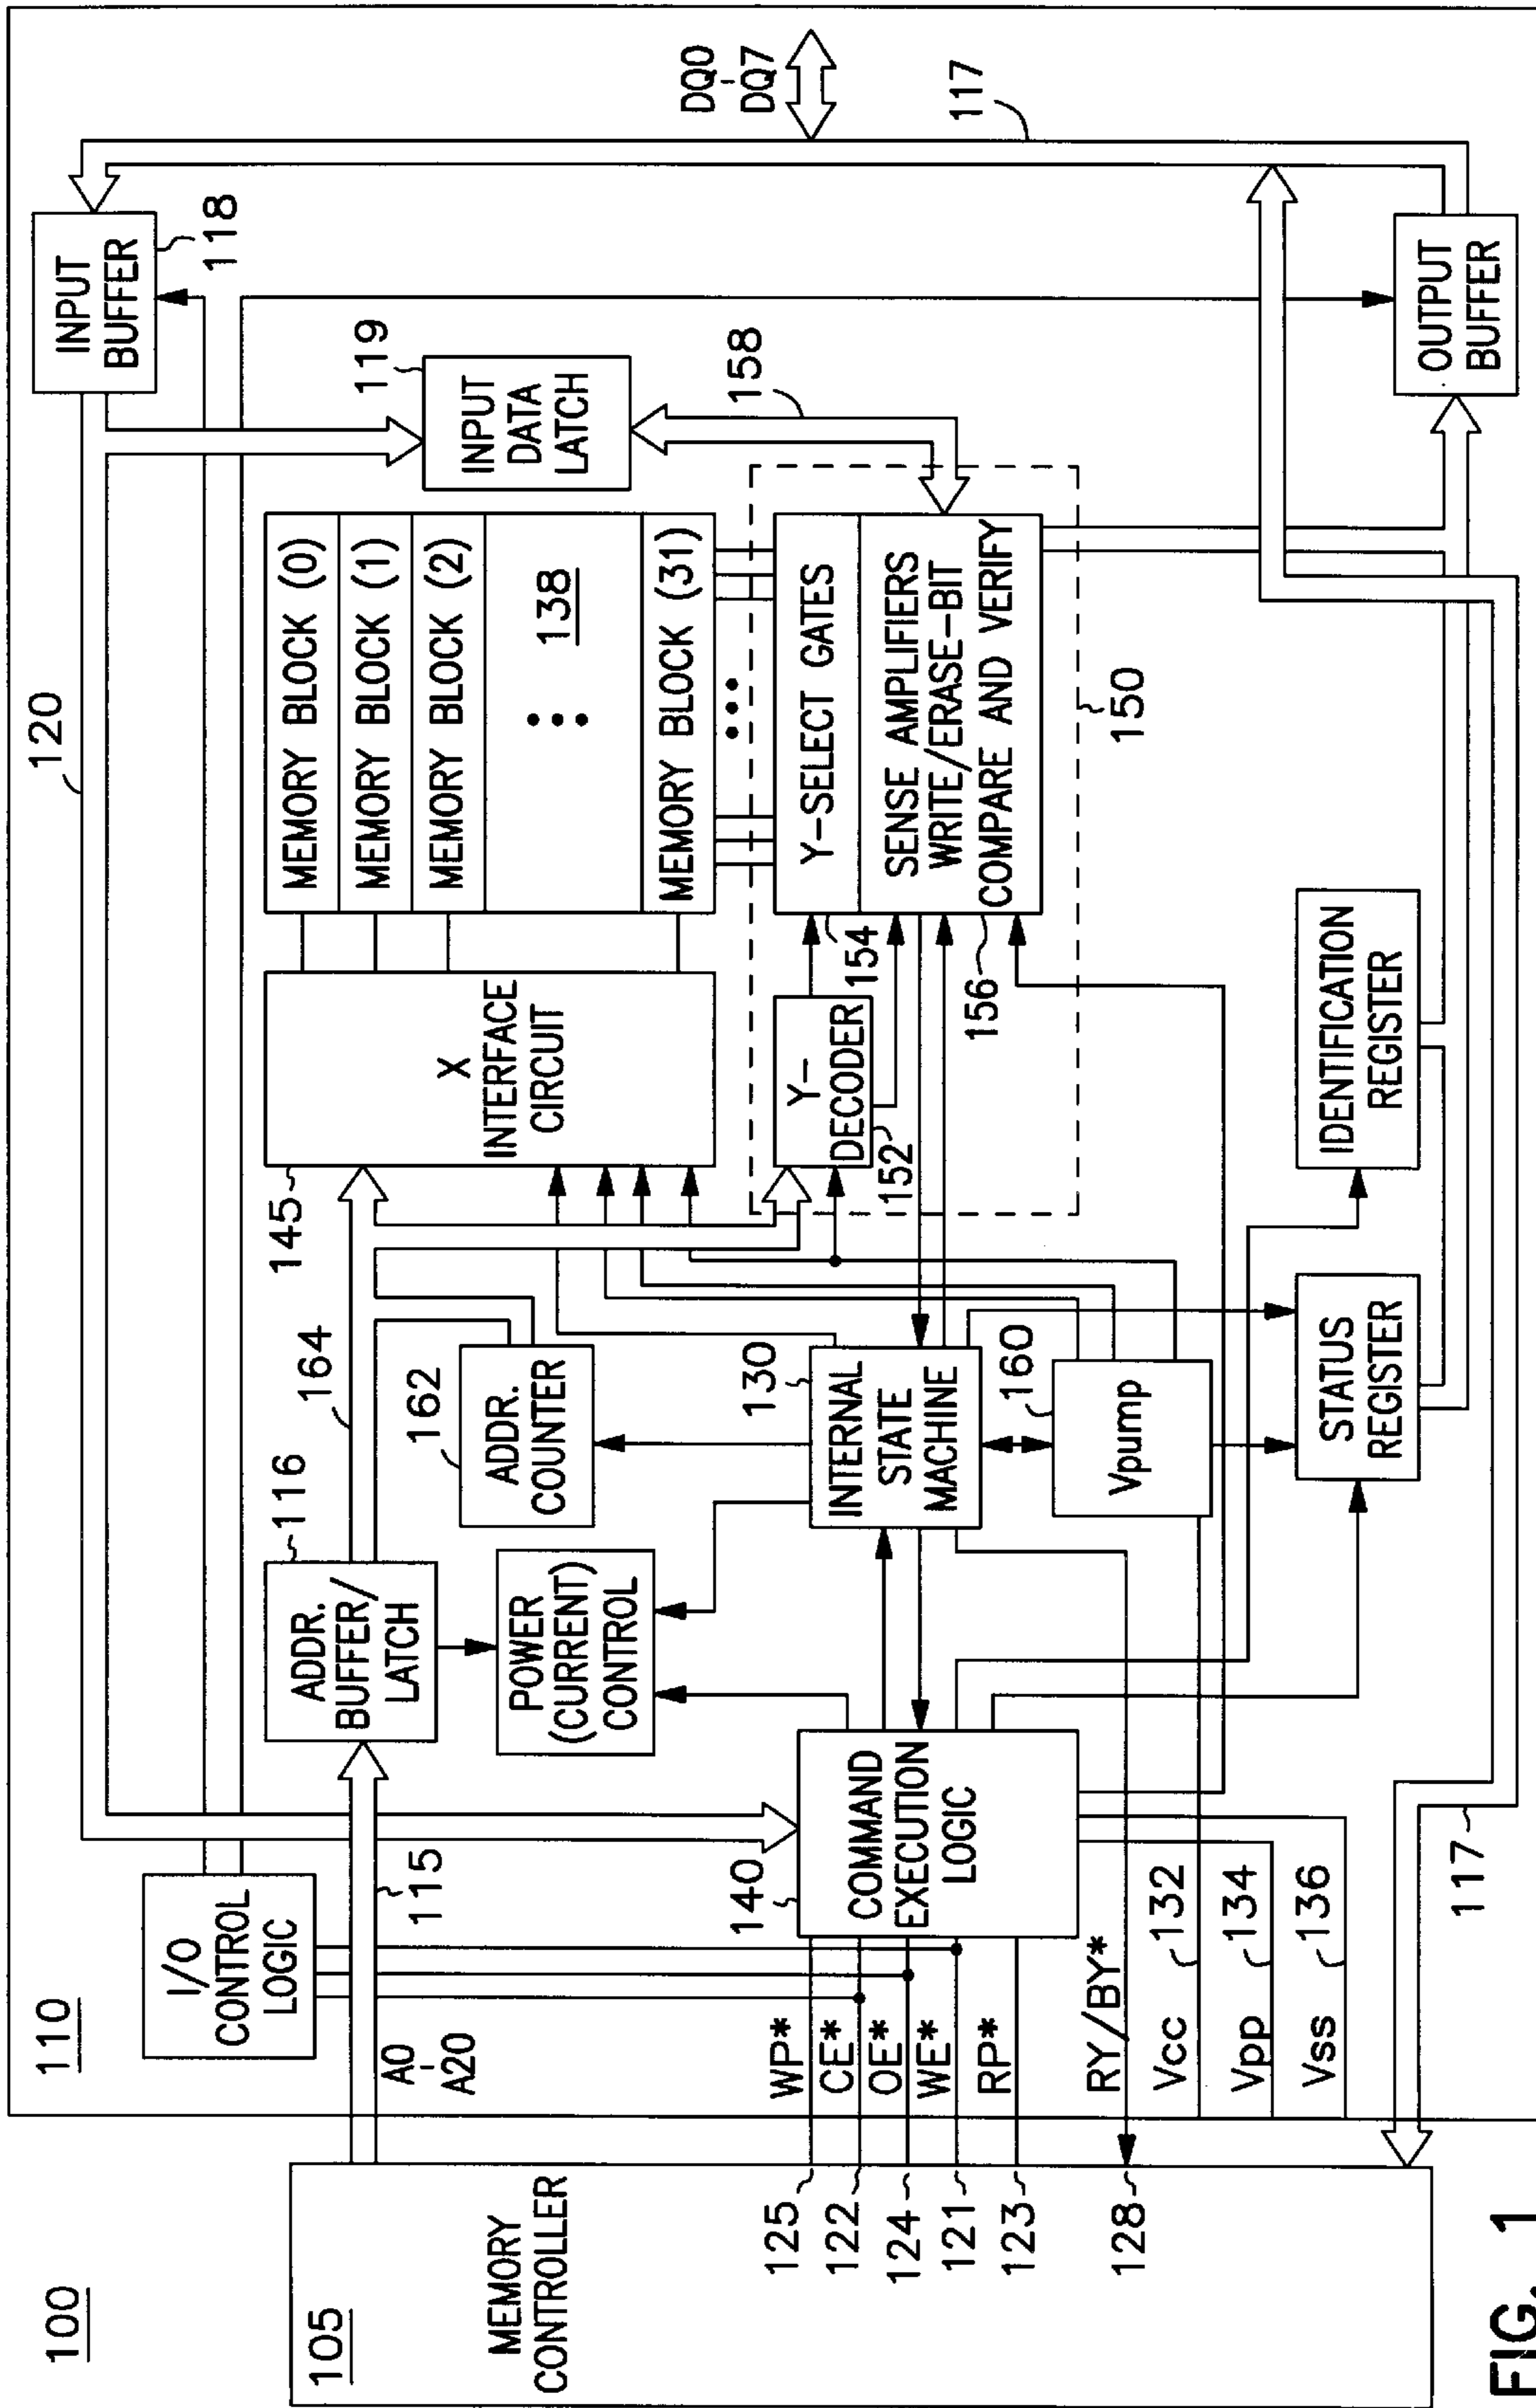 100
110
105
MEMORY
CONTROLLER
I/O
CONTROL
LOGIC
A0
-
A20
115
ADDR.
BUFFER/
LATCH
116
164
POWER
(CURRENT)
CONTROL
ADDR.
COUNTER
162
120
INPUT
BUFFER
118
INPUT
DATA
LATCH
119
145
X
INTERFACE
CIRCUIT
MEMORY BLOCK (0)
MEMORY BLOCK (1)
MEMORY BLOCK (2)
138
MEMORY BLOCK (31)
Y-SELECT GATES
SENSE AMPLIFIERS
WRITE/ERASE-BIT
COMPARE AND VERIFY
158
150
Y-
DECODER
152
154
156
140
COMMAND
EXECUTION
LOGIC
130
INTERNAL
STATE
MACHINE
160
Vpump
125
122
124
121
123
128
WP*
CE*
OE*
WE*
RP*
RY/BY*
Vcc
132
Vpp
134
Vss
136
STATUS
REGISTER
IDENTIFICATION
REGISTER
OUTPUT
BUFFER
DQ0
-
DQ7
117
117
FIG. 1